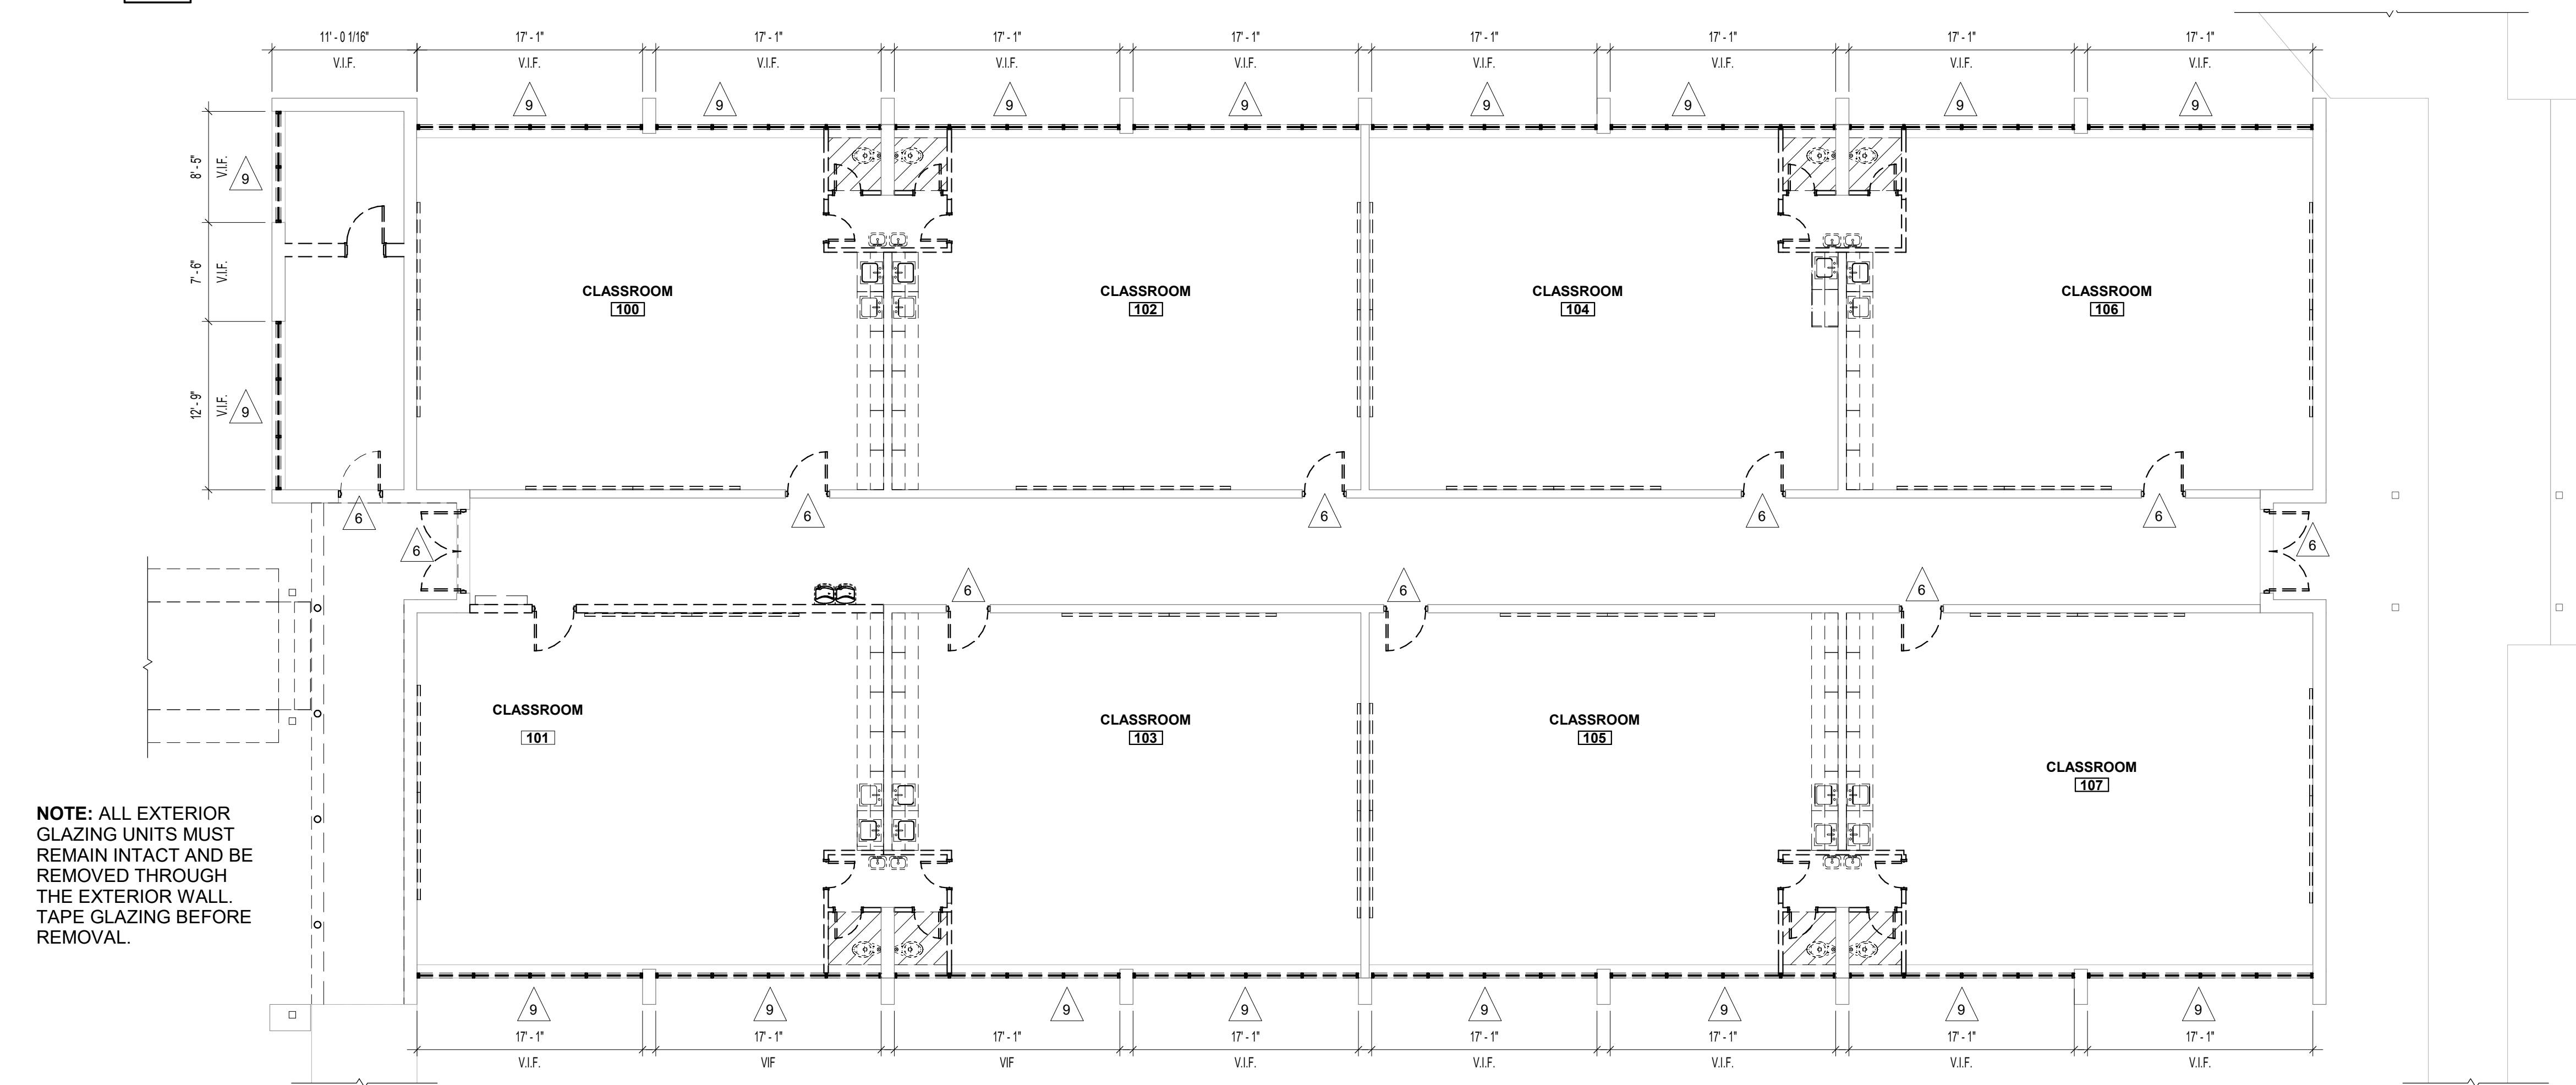 11' - 0 1/16" 17' - 1" 17' - 1" 17' - 1" 17' - 1" 17' - 1" 17' - 1" 17' - 1" 17' - 1"
V.I.F. V.I.F. V.I.F. V.I.F. V.I.F. V.I.F. V.I.F. V.I.F. V.I.F.
9 9 9 9 9 9 9 9
8' - 5"
V.I.F.
9
7' - 6"
V.I.F.
CLASSROOM CLASSROOM CLASSROOM CLASSROOM
100 102 104 106
12' - 9"
V.I.F.
9
6 6 6 6 6
6 6
6 6 6
CLASSROOM
101
CLASSROOM CLASSROOM
103 105
CLASSROOM
107
NOTE: ALL EXTERIOR
GLAZING UNITS MUST
REMAIN INTACT AND BE
REMOVED THROUGH
THE EXTERIOR WALL.
TAPE GLAZING BEFORE
REMOVAL.
9 9 9 9 9 9 9 9
17' - 1" 17' - 1" 17' - 1" 17' - 1" 17' - 1" 17' - 1" 17' - 1" 17' - 1"
V.I.F. VIF VIF V.I.F. V.I.F. V.I.F. V.I.F. V.I.F.